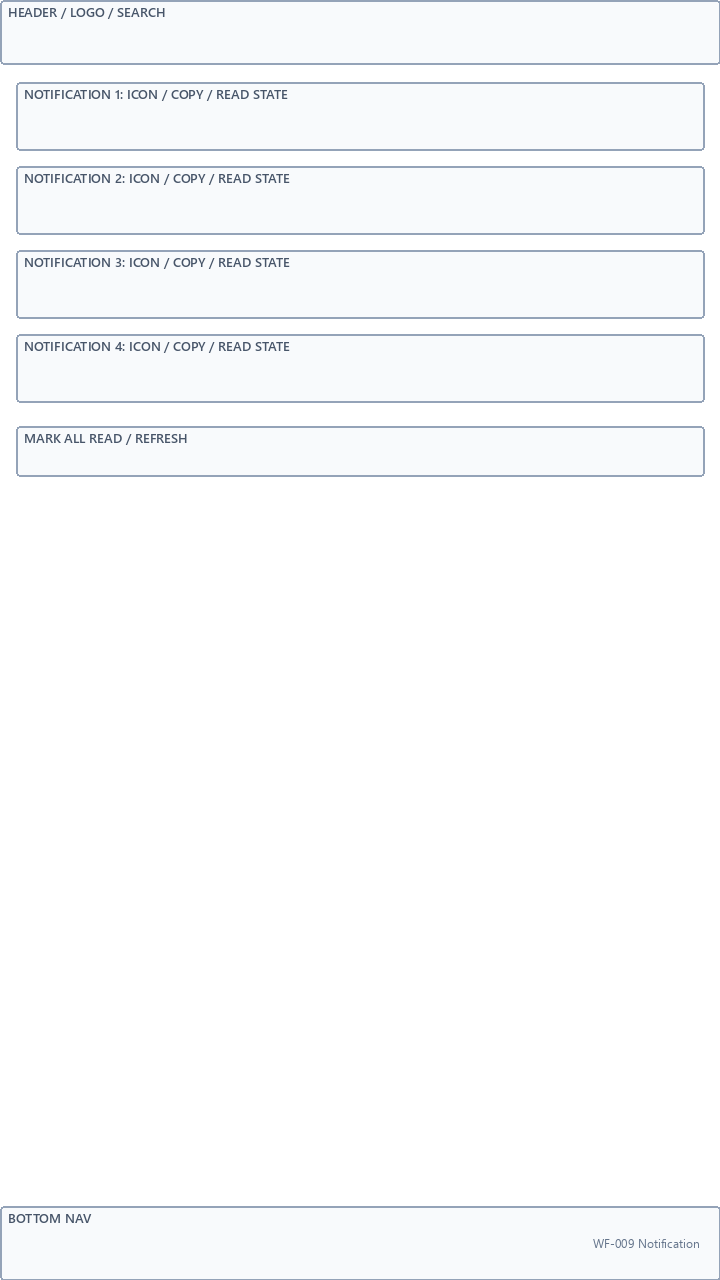 HEADER / LOGO / SEARCH
NOTIFICATION 1: ICON / COPY / READ STATE
NOTIFICATION 2: ICON / COPY / READ STATE
NOTIFICATION 3: ICON / COPY / READ STATE
NOTIFICATION 4: ICON / COPY / READ STATE
MARK ALL READ / REFRESH
BOTTOM NAV
WF-009 Notification